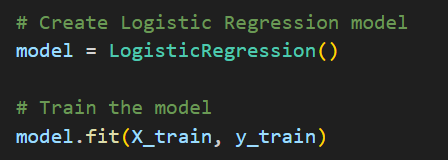 # Create Logistic Regression model
model = LogisticRegression()
# Train the model
model.fit(X_train, y_train)